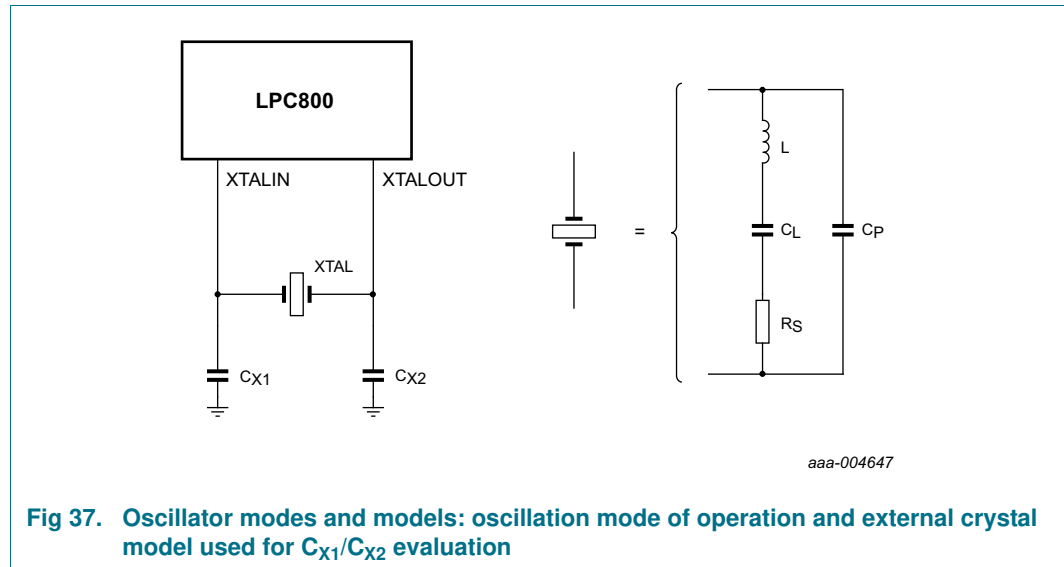 LPC800
XTALIN
XTALOUT
XTAL
CX1
CX2
=
L
CL
CP
RS
aaa-004647
Fig 37. Oscillator modes and models: oscillation mode of operation and external crystal
model used for CX1/CX2 evaluation